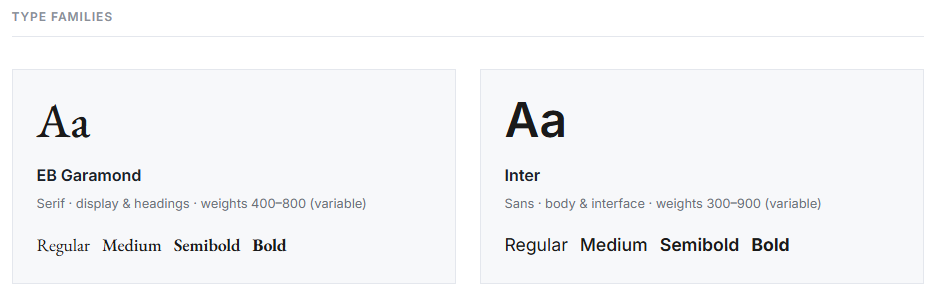 TYPE FAMILIES
Aa
EB Garamond
Serif · display & headings · weights 400–800 (variable)
Regular Medium Semibold Bold
Aa
Inter
Sans · body & interface · weights 300–900 (variable)
Regular Medium Semibold Bold